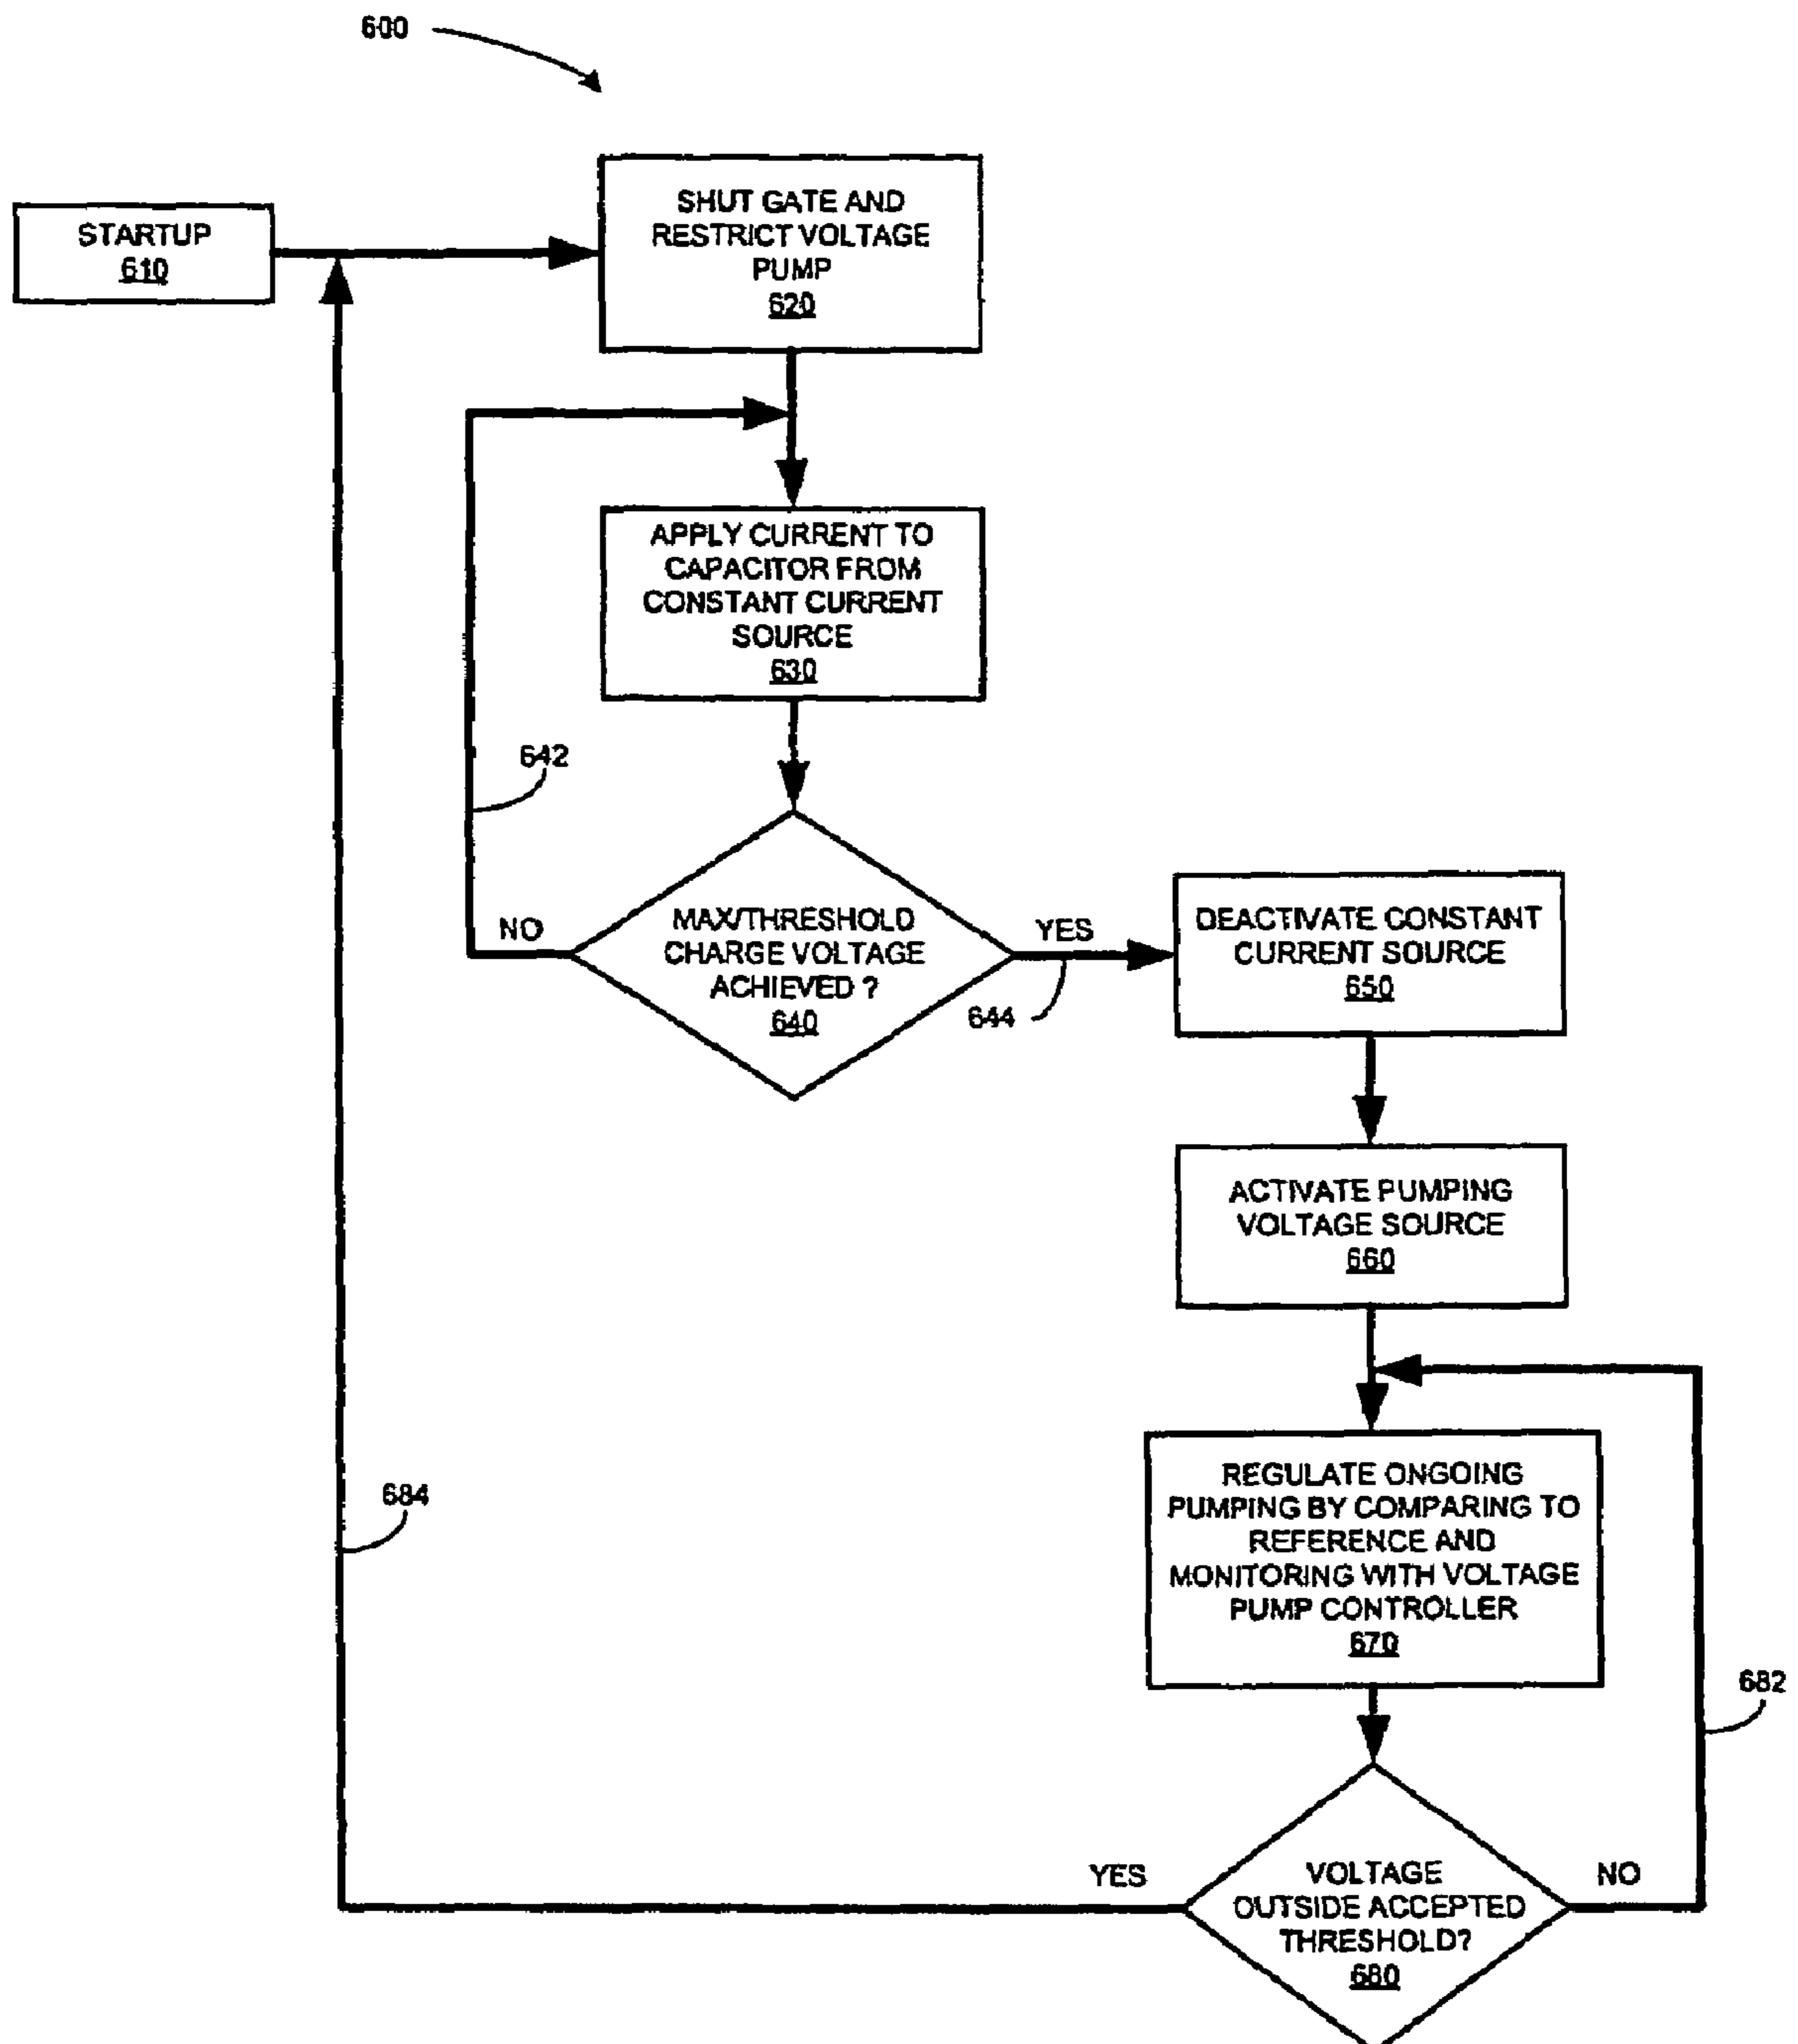 600
STARTUP
610
SHUT GATE AND
RESTRICT VOLTAGE
PUMP
620
APPLY CURRENT TO
CAPACITOR FROM
CONSTANT CURRENT
SOURCE
630
642
NO
MAX/THRESHOLD
CHARGE VOLTAGE
ACHIEVED ?
640
YES
644
DEACTIVATE CONSTANT
CURRENT SOURCE
650
ACTIVATE PUMPING
VOLTAGE SOURCE
660
REGULATE ONGOING
PUMPING BY COMPARING TO
REFERENCE AND
MONITORING WITH VOLTAGE
PUMP CONTROLLER
670
684
682
YES
VOLTAGE
OUTSIDE ACCEPTED
THRESHOLD?
680
NO